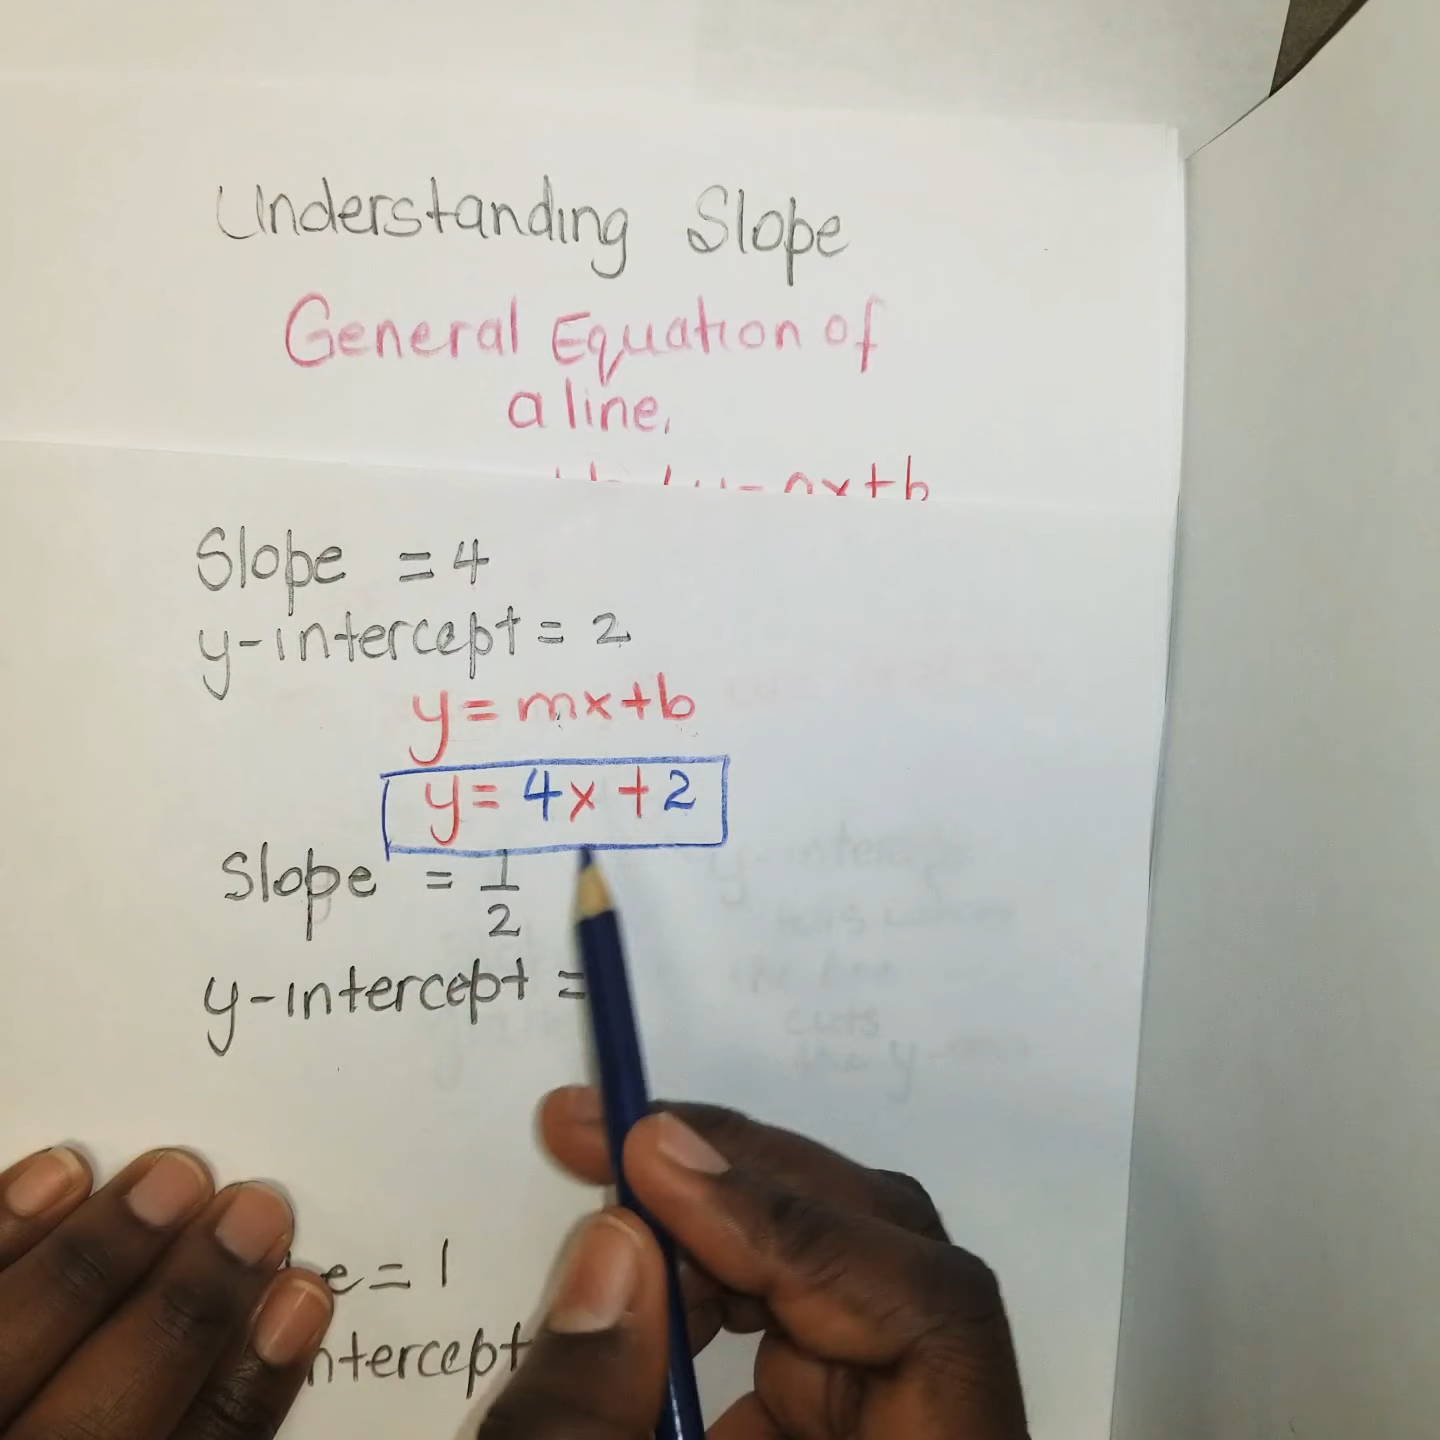 Understanding Slope
General Equation of
a line.
y=mx+b
Slope = 4
y-intercept = 2
y = mx+b
y = 4x + 2
Slope = 1/2
y-intercept =
e = 1
ntercept